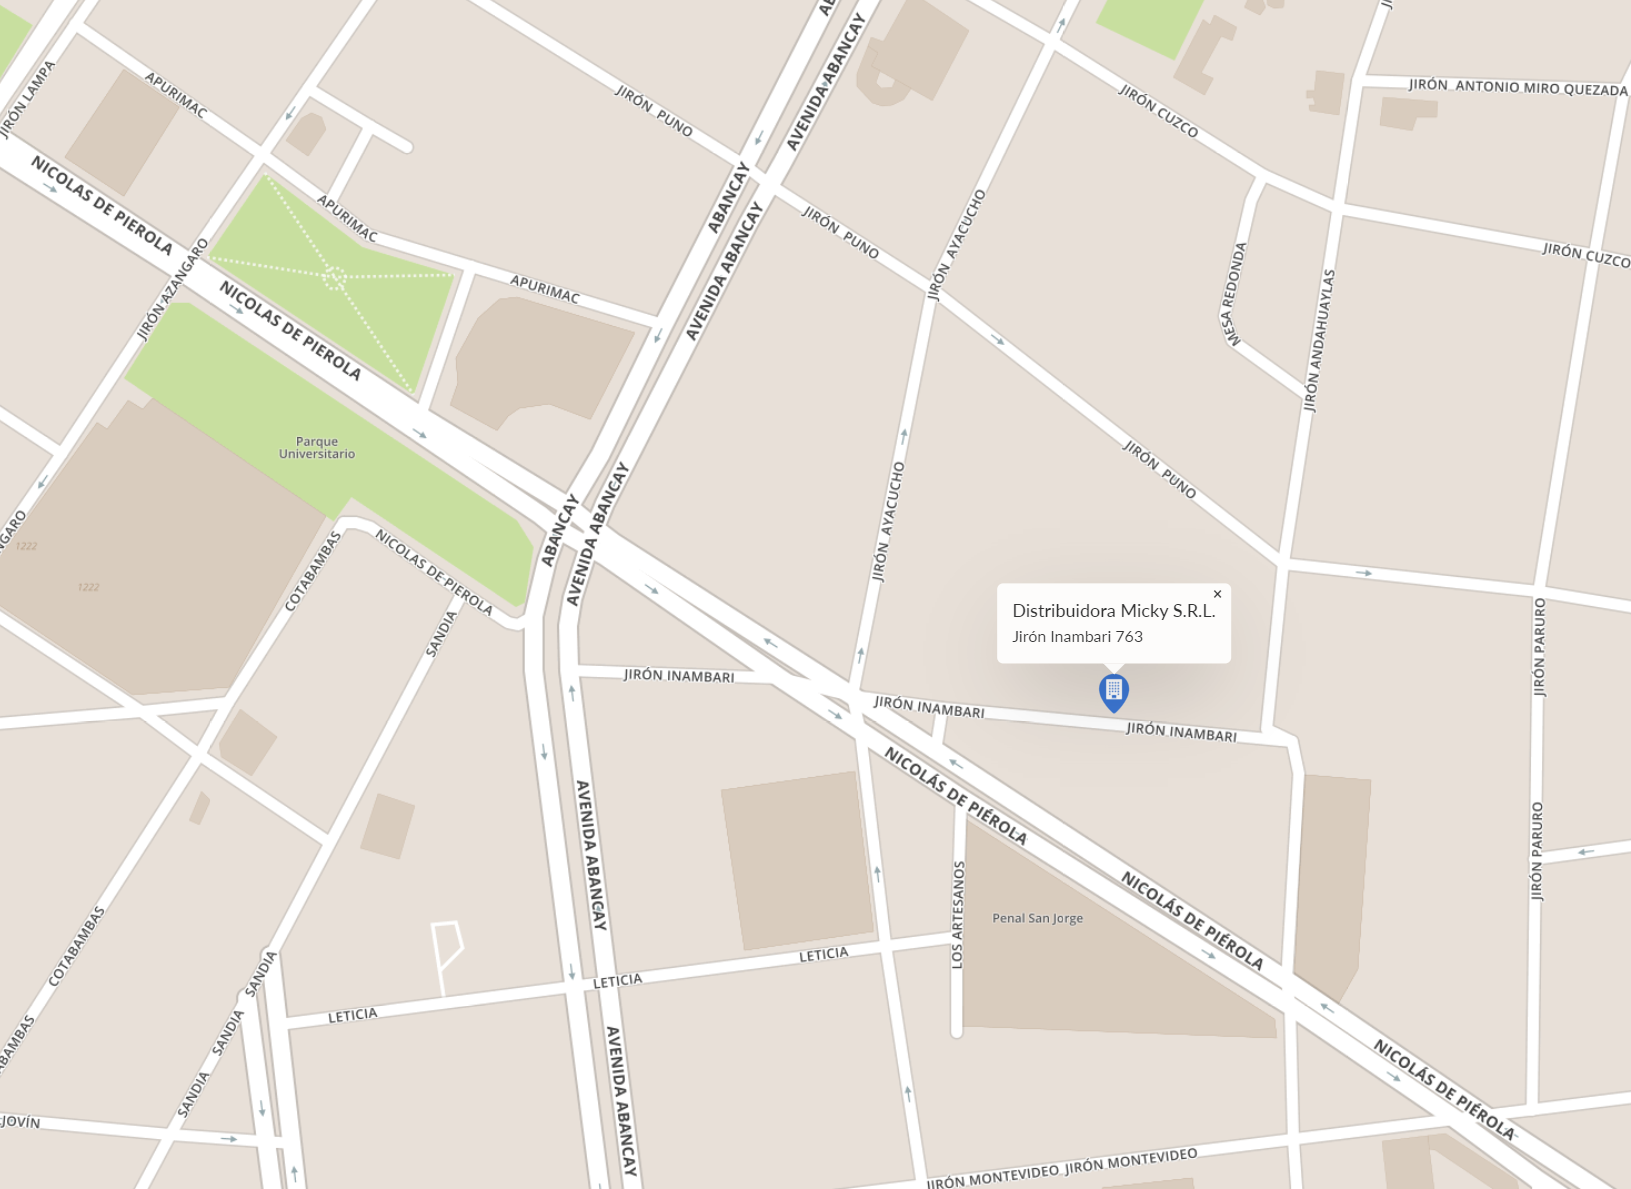 AB
JIRÓN LAMPA
APURIMAC
JIRÓN PUNO
AVENIDA ABANCAY
JIRÓN CUZCO
JIRÓN ANTONIO MIRO QUEZADA
NICOLAS DE PIEROLA
APURIMAC
ABANCAY
AVENIDA ABANCAY
JIRÓN PUNO
JIRÓN AYACUCHO
MESA REDONDA
JIRÓN CUZCO
JIRÓN AZANGARO
NICOLAS DE PIEROLA
APURIMAC
JIRÓN ANDAHUAYLAS
Parque
Universitario
JIRÓN PUNO
ABANCAY
AVENIDA ABANCAY
JIRÓN AYACUCHO
NGARO
1222
1222
COTABAMBAS
NICOLAS DE PIEROLA
SANDIA
Distribuidora Micky S.R.L.
×
Jirón Inambari 763
JIRÓN PARURO
JIRÓN INAMBARI
JIRÓN INAMBARI
JIRÓN INAMBARI
NICOLÁS DE PIÉROLA
AVENIDA ABANCAY
JIRÓN PARURO
NICOLÁS DE PIÉROLA
LOS ARTESANOS
Penal San Jorge
COTABAMBAS
LETICIA
LETICIA
LETICIA
SANDIA
SANDIA
SANDIA
ABAMBAS
AVENIDA ABANCAY
NICOLÁS DE PIÉROLA
JOVÍN
JIRÓN MONTEVIDEO
JIRÓN MONTEVIDEO